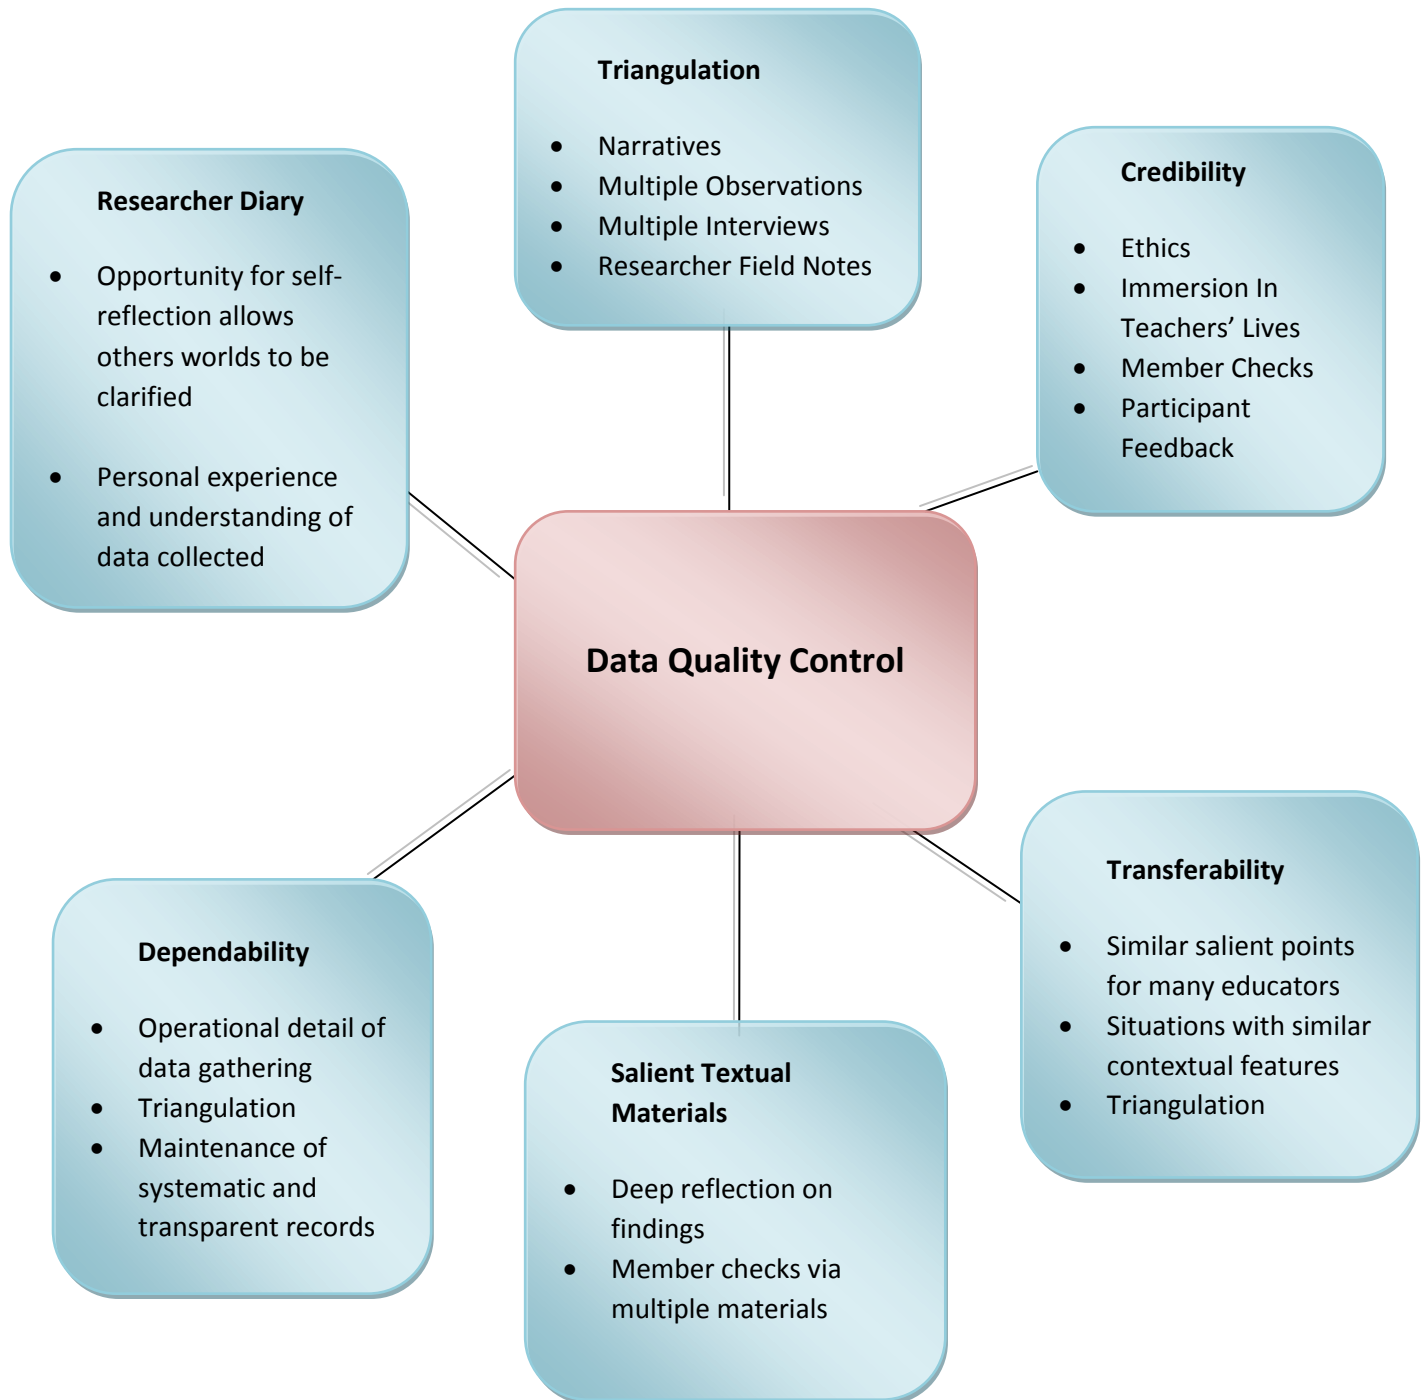 Triangulation
• Narratives
• Multiple Observations
• Multiple Interviews
• Researcher Field Notes
Credibility
• Ethics
• Immersion In
Teachers’ Lives
• Member Checks
• Participant
Feedback
Researcher Diary
• Opportunity for self-
reflection allows
others worlds to be
clarified
• Personal experience
and understanding of
data collected
Data Quality Control
Transferability
• Similar salient points
for many educators
• Situations with similar
contextual features
• Triangulation
Dependability
• Operational detail of
data gathering
• Triangulation
• Maintenance of
systematic and
transparent records
Salient Textual
Materials
• Deep reflection on
findings
• Member checks via
multiple materials